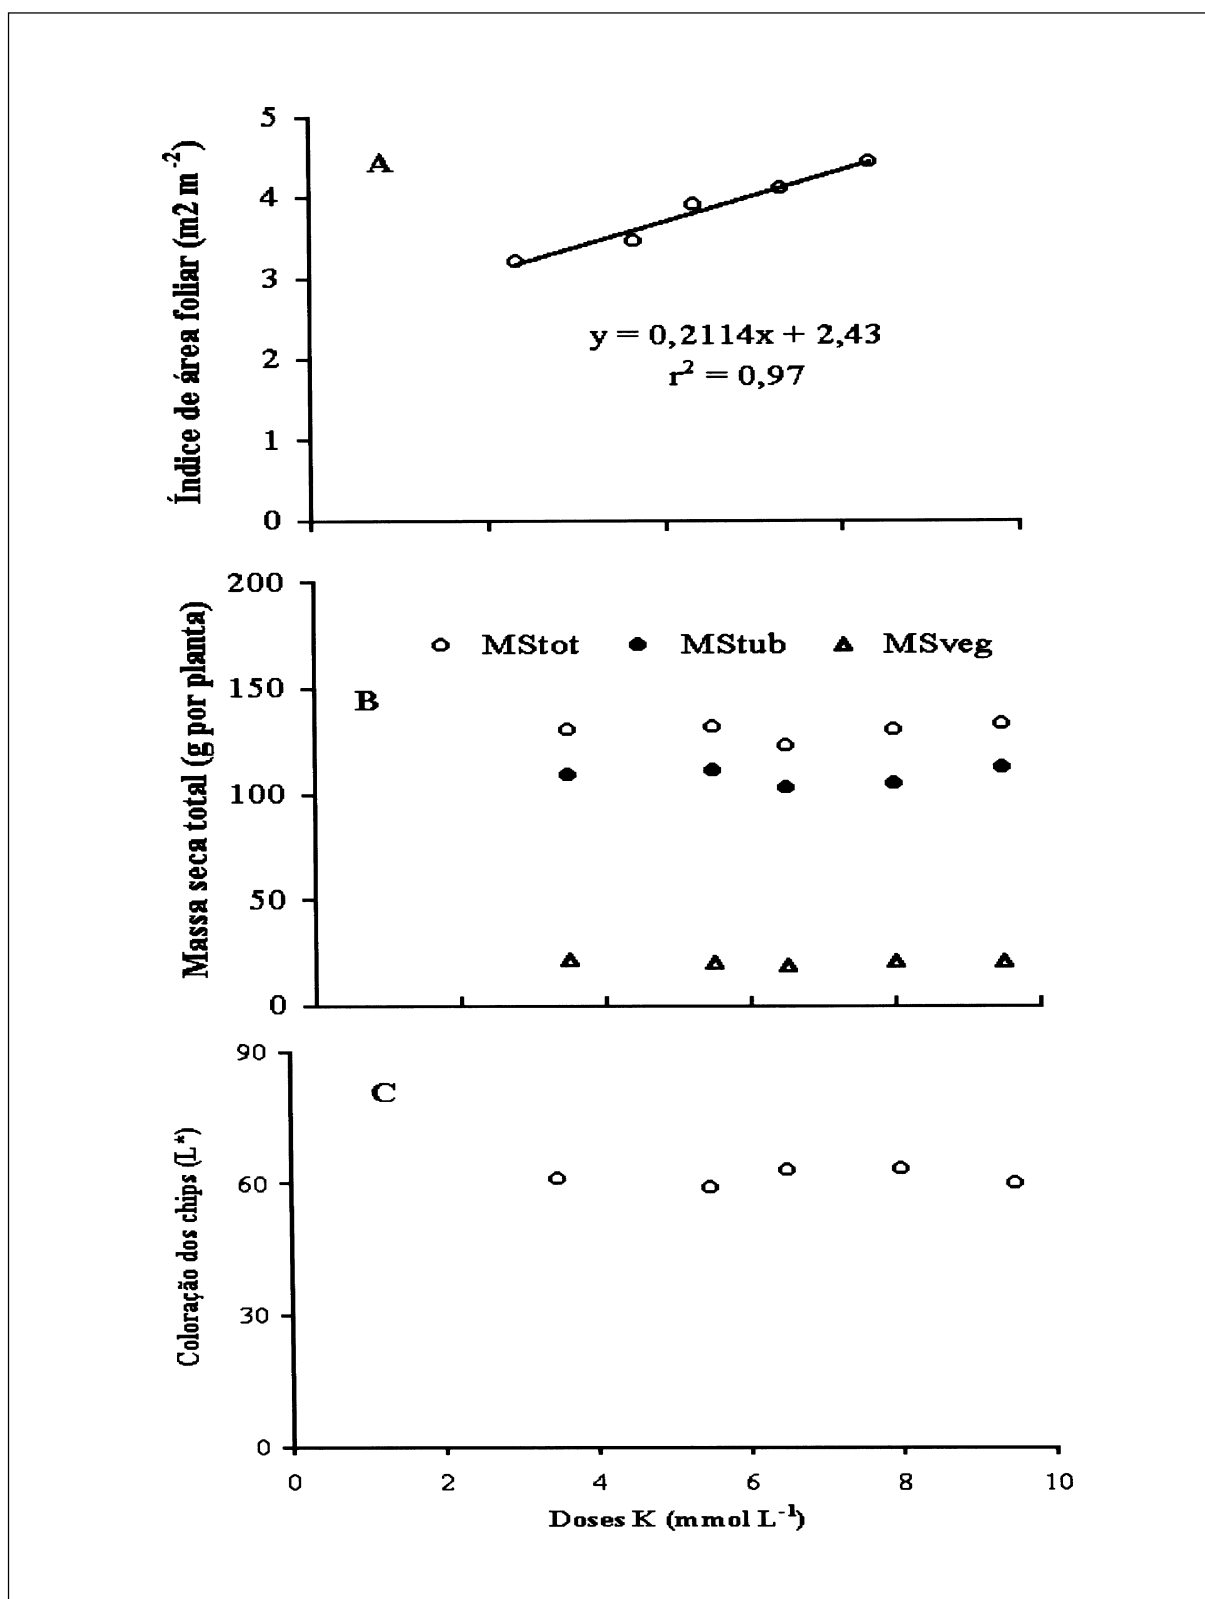 5
A
4
3
2
1
0
Índice de área foliar (m2 m⁻²)
y = 0,2114x + 2,43
r² = 0,97
200
150
100
50
0
Massa seca total (g por planta)
MStot MStub MSveg
B
90
60
30
0
Coloração dos chips (L*)
C
0 2 4 6 8 10
Doses K (mmol L⁻¹)